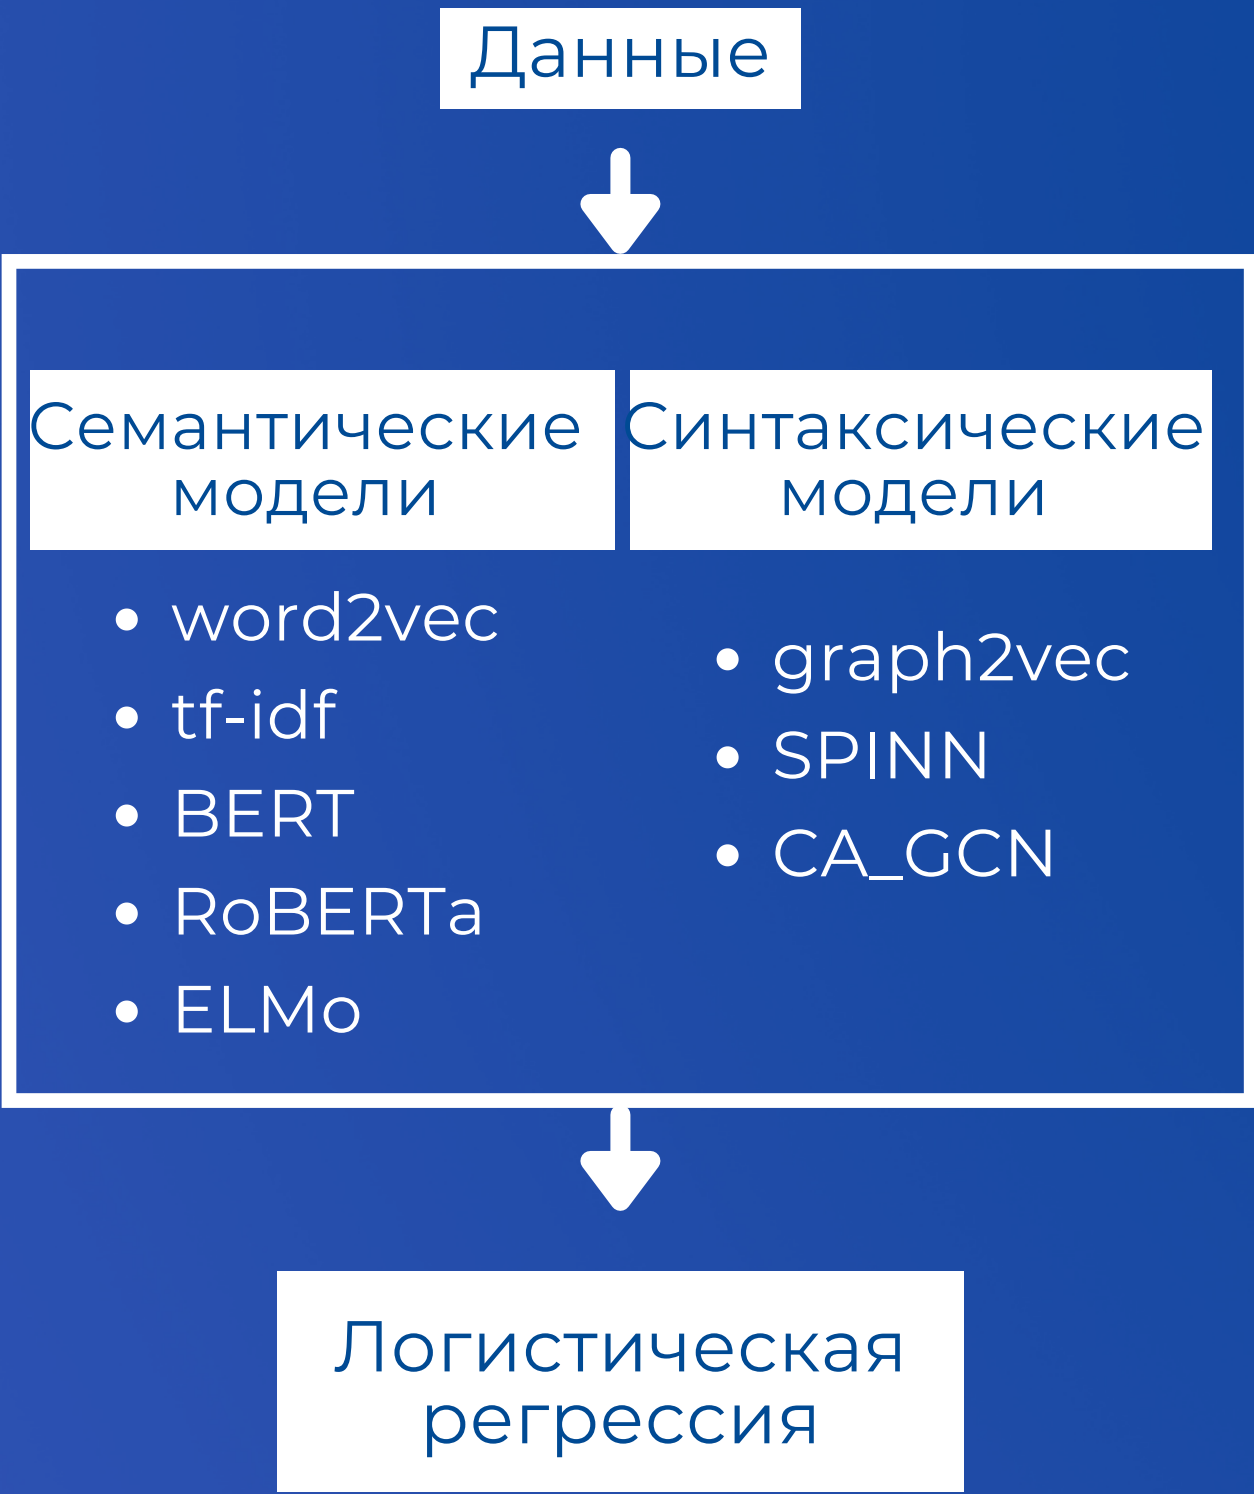 Данные
Семантические
модели
Синтаксические
модели
• word2vec
• tf-idf
• BERT
• RoBERTa
• ELMo
• graph2vec
• SPINN
• CA_GCN
Логистическая
регрессия